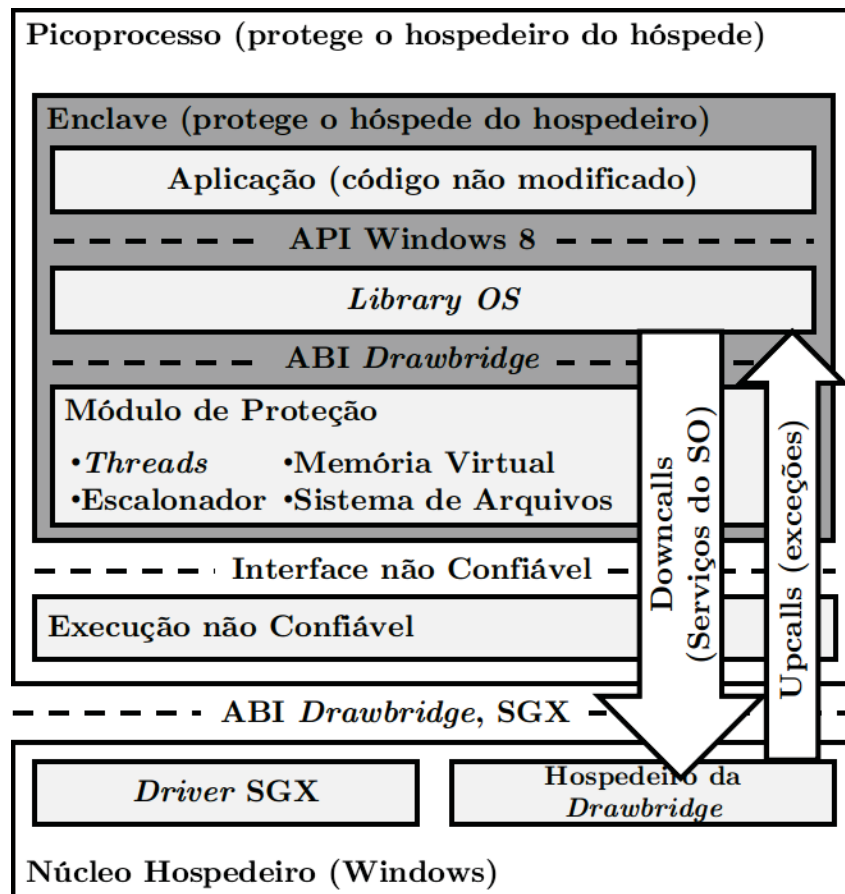 Picoprocesso (protege o hospedeiro do hóspede)
Enclave (protege o hóspede do hospedeiro)
Aplicação (código não modificado)
API Windows 8
Library OS
ABI Drawbridge
Módulo de Proteção
•Threads •Memória Virtual
•Escalonador •Sistema de Arquivos
Interface não Confiável
Execução não Confiável
Downcalls
(Serviços do SO)
Upcalls (exceções)
ABI Drawbridge, SGX
Driver SGX
Hospedeiro da
Drawbridge
Núcleo Hospedeiro (Windows)